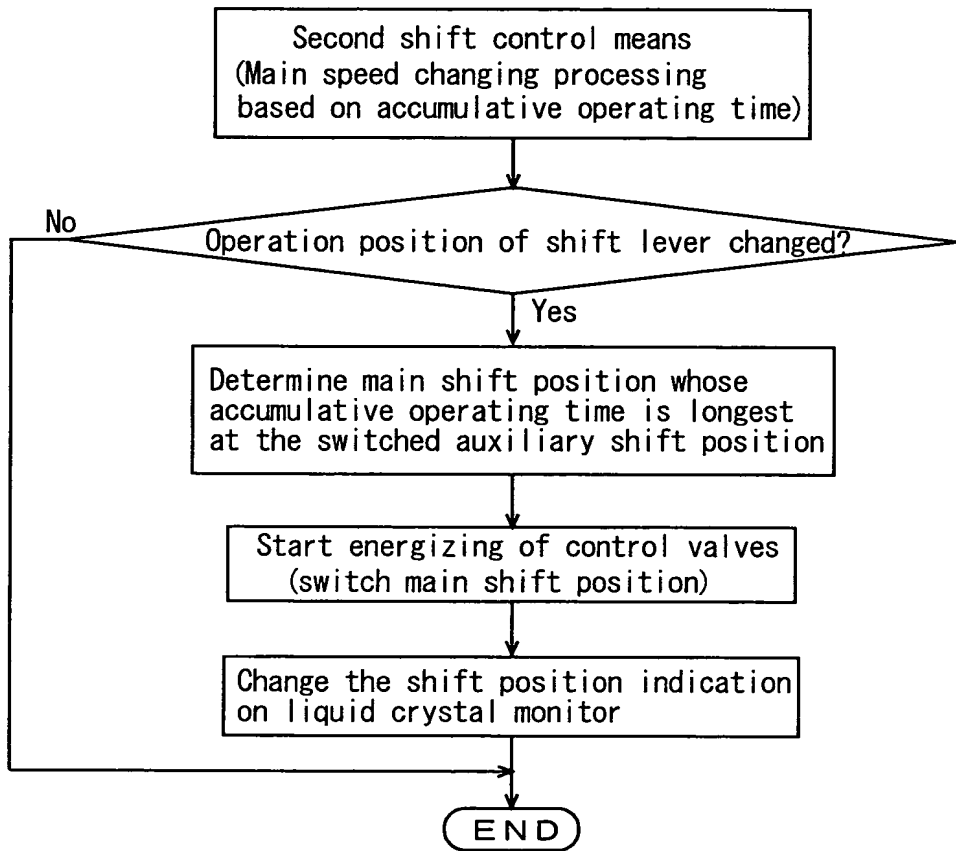 Second shift control means
(Main speed changing processing
based on accumulative operating time)
No
Operation position of shift lever changed?
Yes
Determine main shift position whose
accumulative operating time is longest
at the switched auxiliary shift position
Start energizing of control valves
(switch main shift position)
Change the shift position indication
on liquid crystal monitor
END